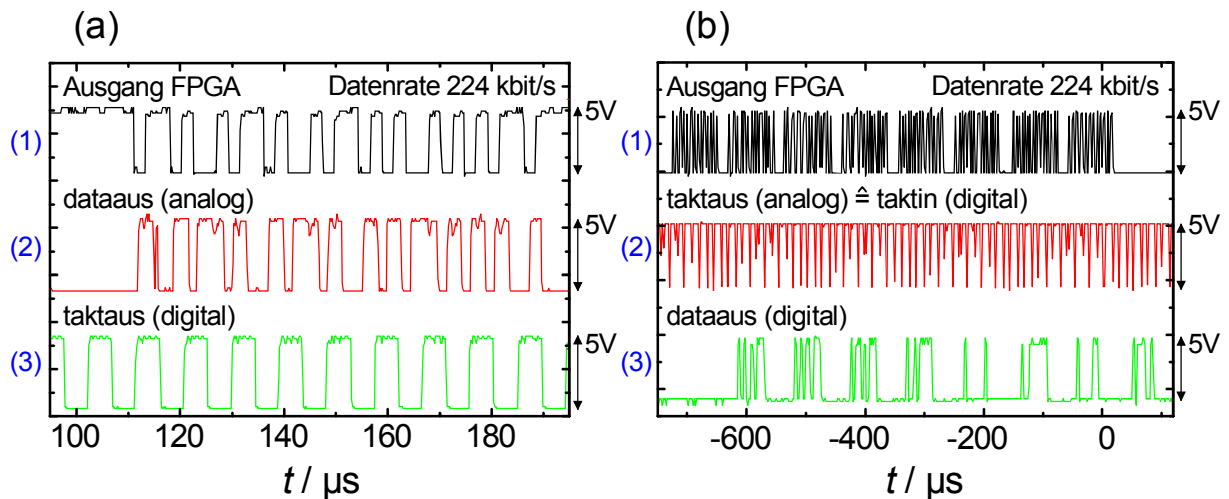 (a)
Ausgang FPGA Datenrate 224 kbit/s
5V
(1)
dataaus (analog)
5V
(2)
taktaus (digital)
5V
(3)
100 120 140 160 180
t / µs
(b)
Ausgang FPGA Datenrate 224 kbit/s
5V
(1)
taktaus (analog) ≙ taktin (digital)
5V
(2)
dataaus (digital)
5V
(3)
-600 -400 -200 0
t / µs